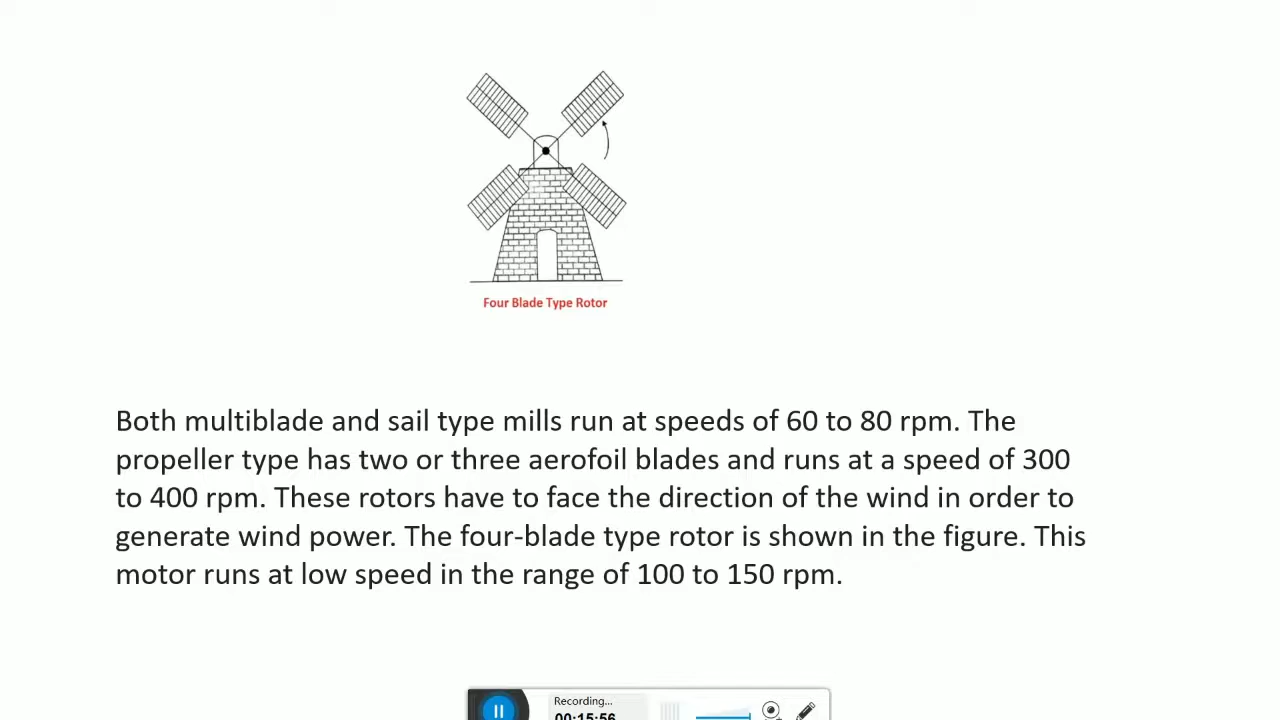 Four Blade Type Rotor
Both multiblade and sail type mills run at speeds of 60 to 80 rpm. The
propeller type has two or three aerofoil blades and runs at a speed of 300
to 400 rpm. These rotors have to face the direction of the wind in order to
generate wind power. The four-blade type rotor is shown in the figure. This
motor runs at low speed in the range of 100 to 150 rpm.
Recording...
00:15:56